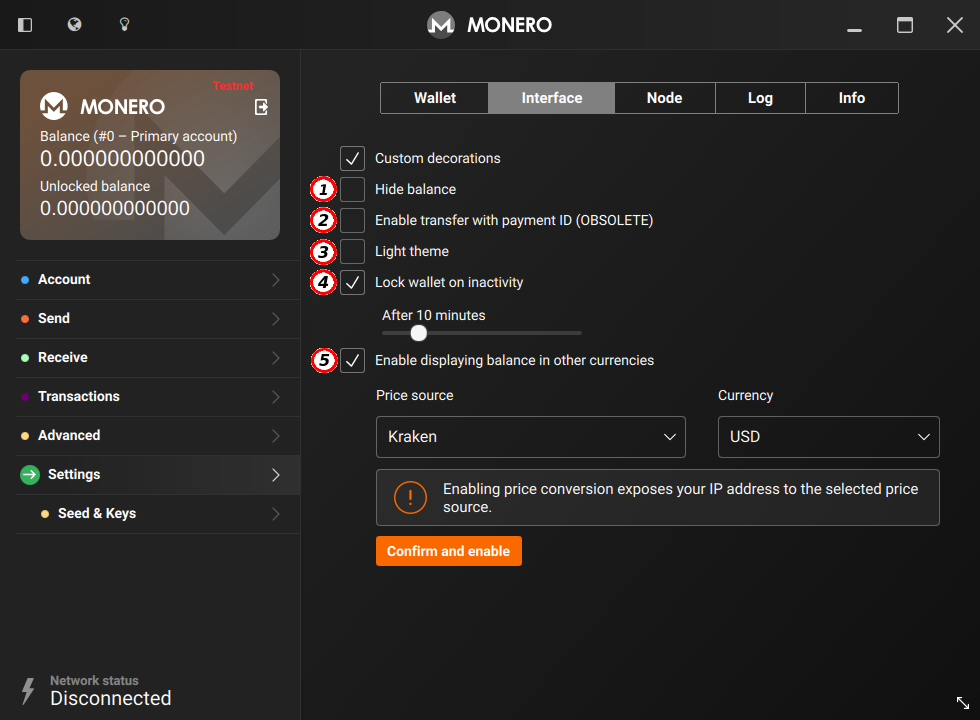 MONERO
Testnet
MONERO
Balance (#0 – Primary account)
0.000000000000
Unlocked balance
0.000000000000
Account
Send
Receive
Transactions
Advanced
Settings
Seed & Keys
Network status
Disconnected
Wallet Interface Node Log Info
Custom decorations
1 Hide balance
2 Enable transfer with payment ID (OBSOLETE)
3 Light theme
4 Lock wallet on inactivity
After 10 minutes
5 Enable displaying balance in other currencies
Price source Currency
Kraken USD
Enabling price conversion exposes your IP address to the selected price
source.
Confirm and enable